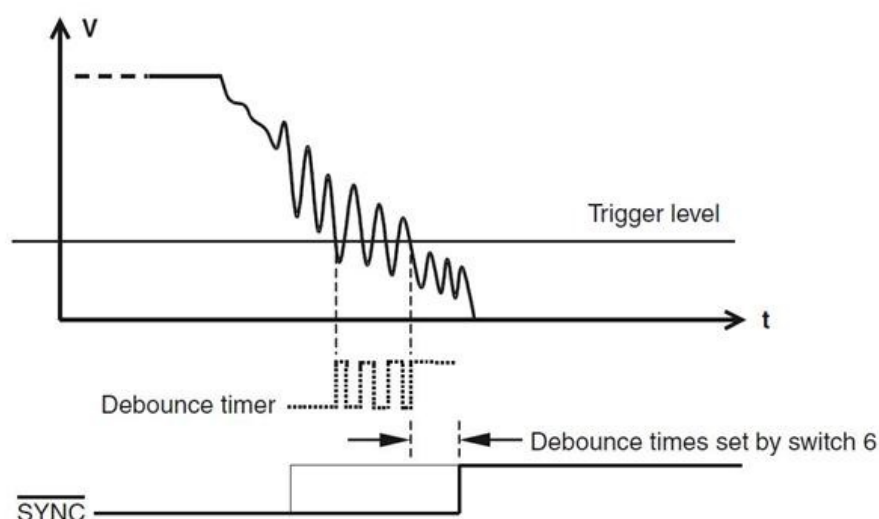 V
Trigger level
t
Debounce timer
Debounce times set by switch 6
SYNC